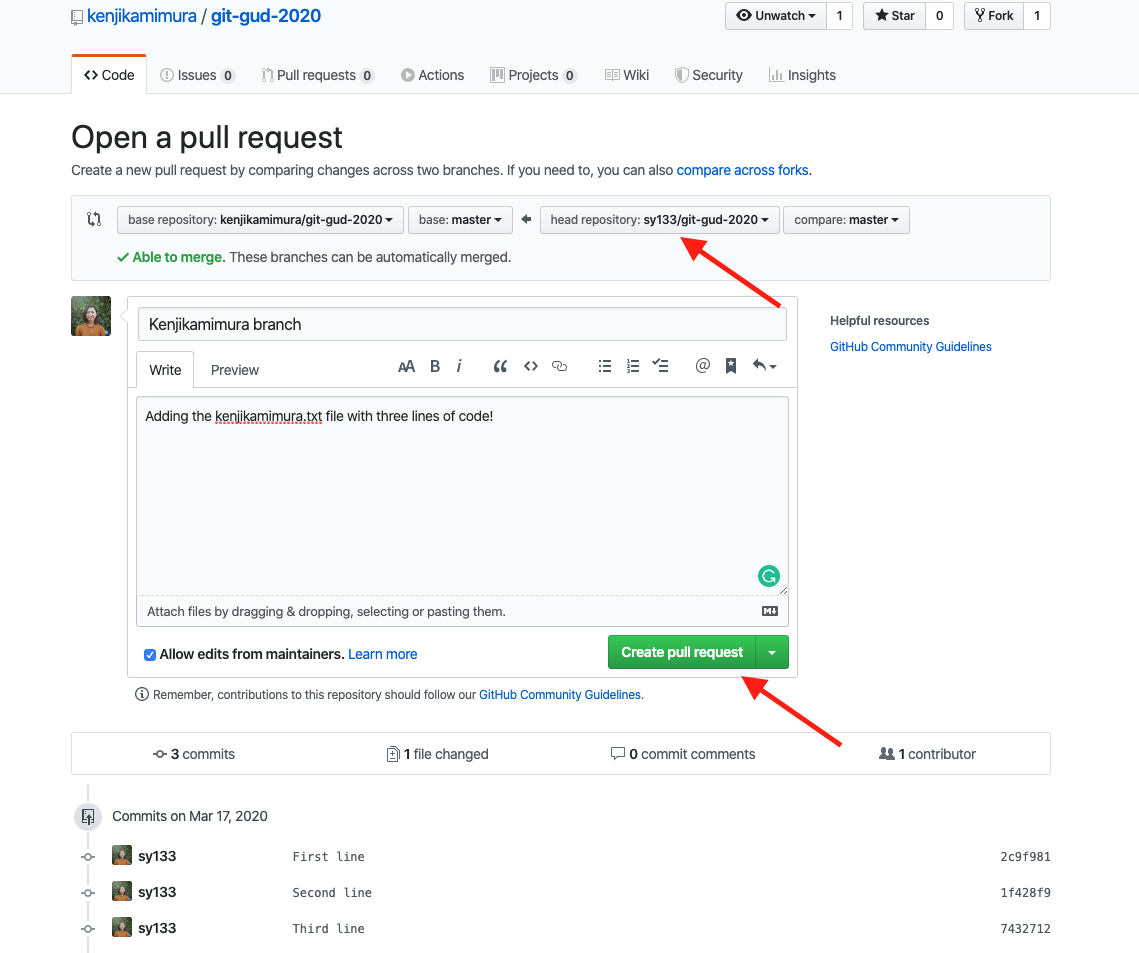 kenjikamimura / git-gud-2020
Unwatch 1 Star 0 Fork 1
Code Issues 0 Pull requests 0 Actions Projects 0 Wiki Security Insights
Open a pull request
Create a new pull request by comparing changes across two branches. If you need to, you can also compare across forks.
base repository: kenjikamimura/git-gud-2020 base: master head repository: sy133/git-gud-2020 compare: master
Able to merge. These branches can be automatically merged.
Kenjikamimura branch
Helpful resources
GitHub Community Guidelines
Write Preview AA B i
Adding the kenjikamimura.txt file with three lines of code!
Attach files by dragging & dropping, selecting or pasting them.
Allow edits from maintainers. Learn more
Create pull request
Remember, contributions to this repository should follow our GitHub Community Guidelines.
3 commits 1 file changed 0 commit comments 1 contributor
Commits on Mar 17, 2020
sy133 First line 2c9f981
sy133 Second line 1f428f9
sy133 Third line 7432712